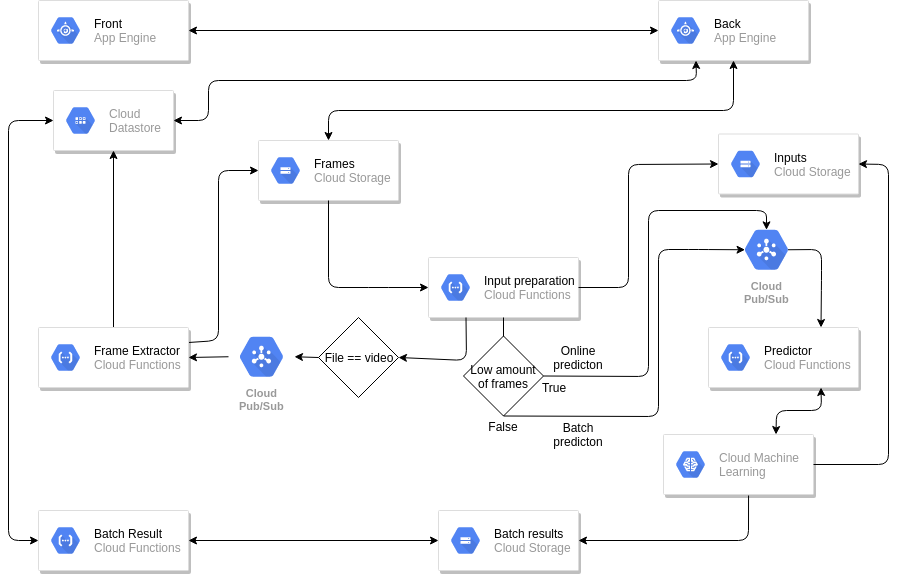 Front
App Engine
Back
App Engine
Cloud
Datastore
Frames
Cloud Storage
Inputs
Cloud Storage
Input preparation
Cloud Functions
Cloud
Pub/Sub
Frame Extractor
Cloud Functions
Cloud
Pub/Sub
File == video
Low amount
of frames
Online
predicton
True
False
Batch
predicton
Predictor
Cloud Functions
Cloud Machine
Learning
Batch Result
Cloud Functions
Batch results
Cloud Storage